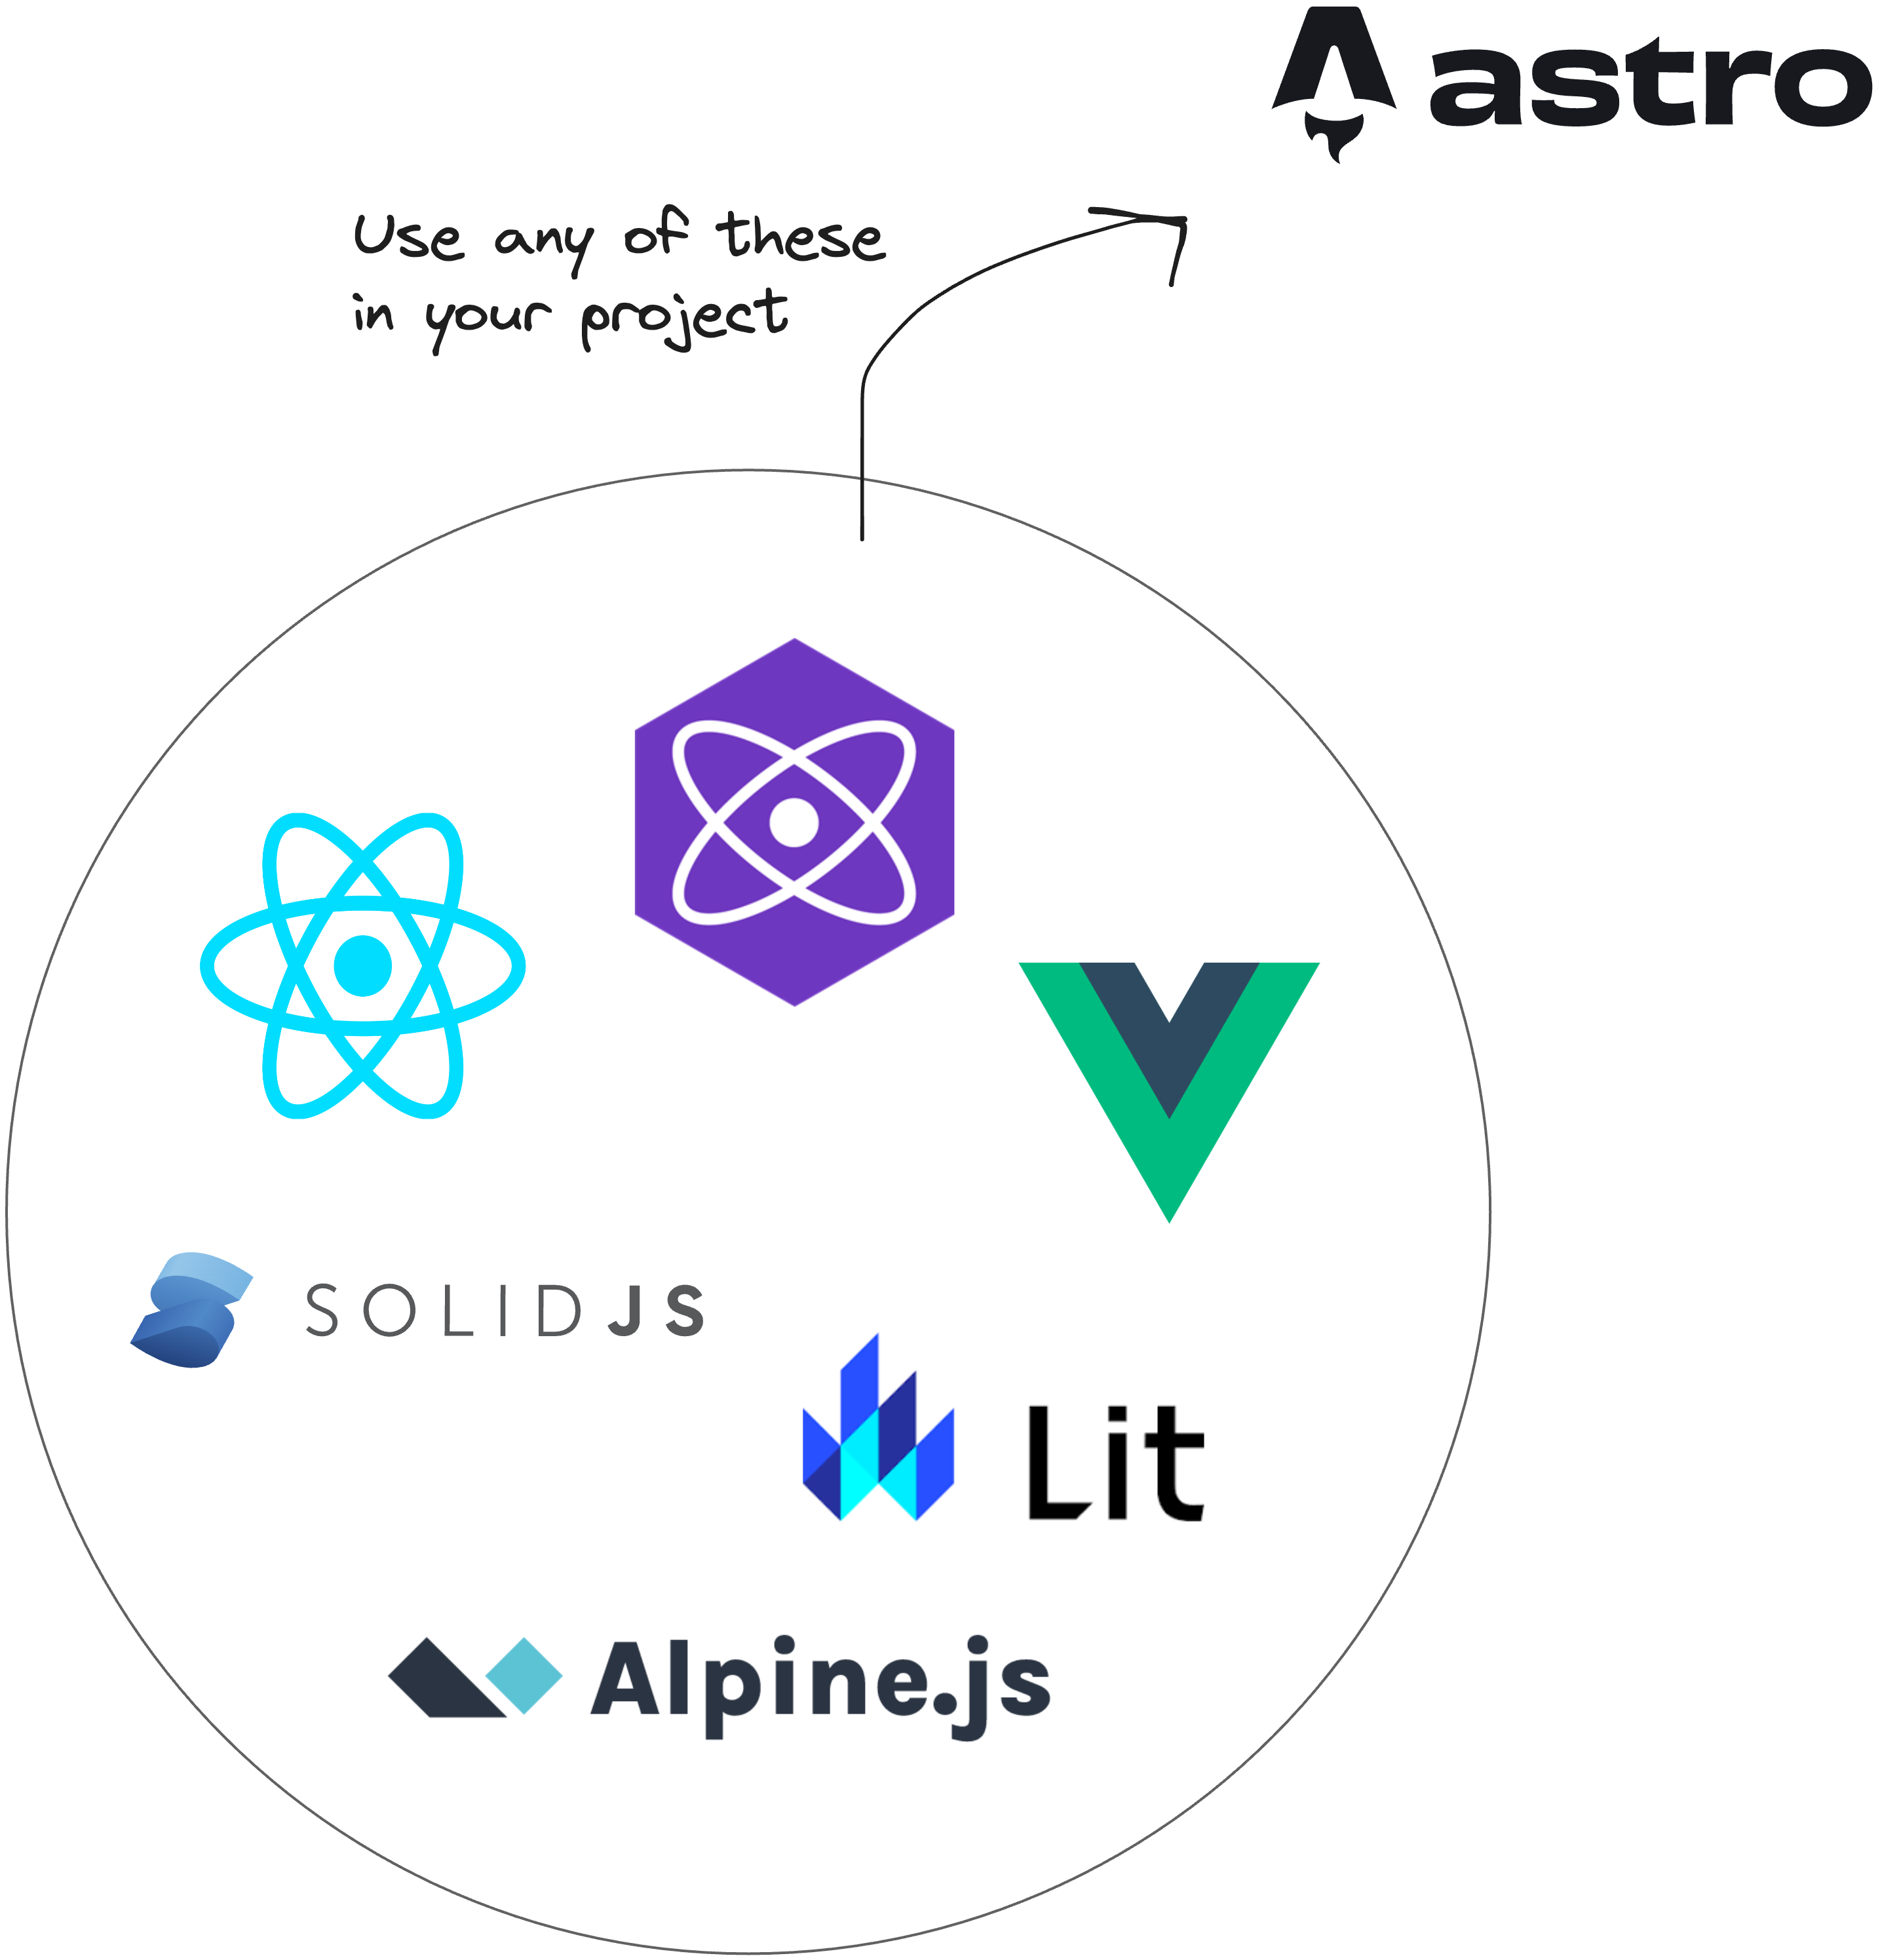 astro
Use any of these
in your project
SOLIDJS
Lit
Alpine.js